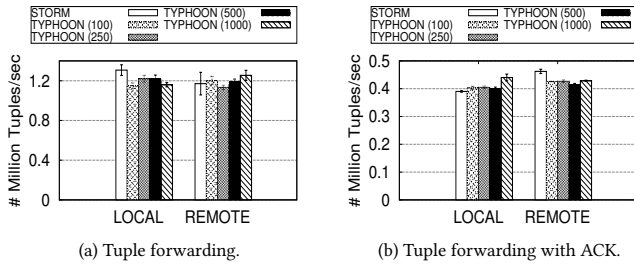 STORM TYPHOON (500)
TYPHOON (100) TYPHOON (1000)
TYPHOON (250)
# Million Tuples/sec
1.2
0.8
0.4
0
LOCAL REMOTE
(a) Tuple forwarding.
STORM TYPHOON (500)
TYPHOON (100) TYPHOON (1000)
TYPHOON (250)
# Million Tuples/sec
0.5
0.4
0.3
0.2
0.1
0
LOCAL REMOTE
(b) Tuple forwarding with ACK.